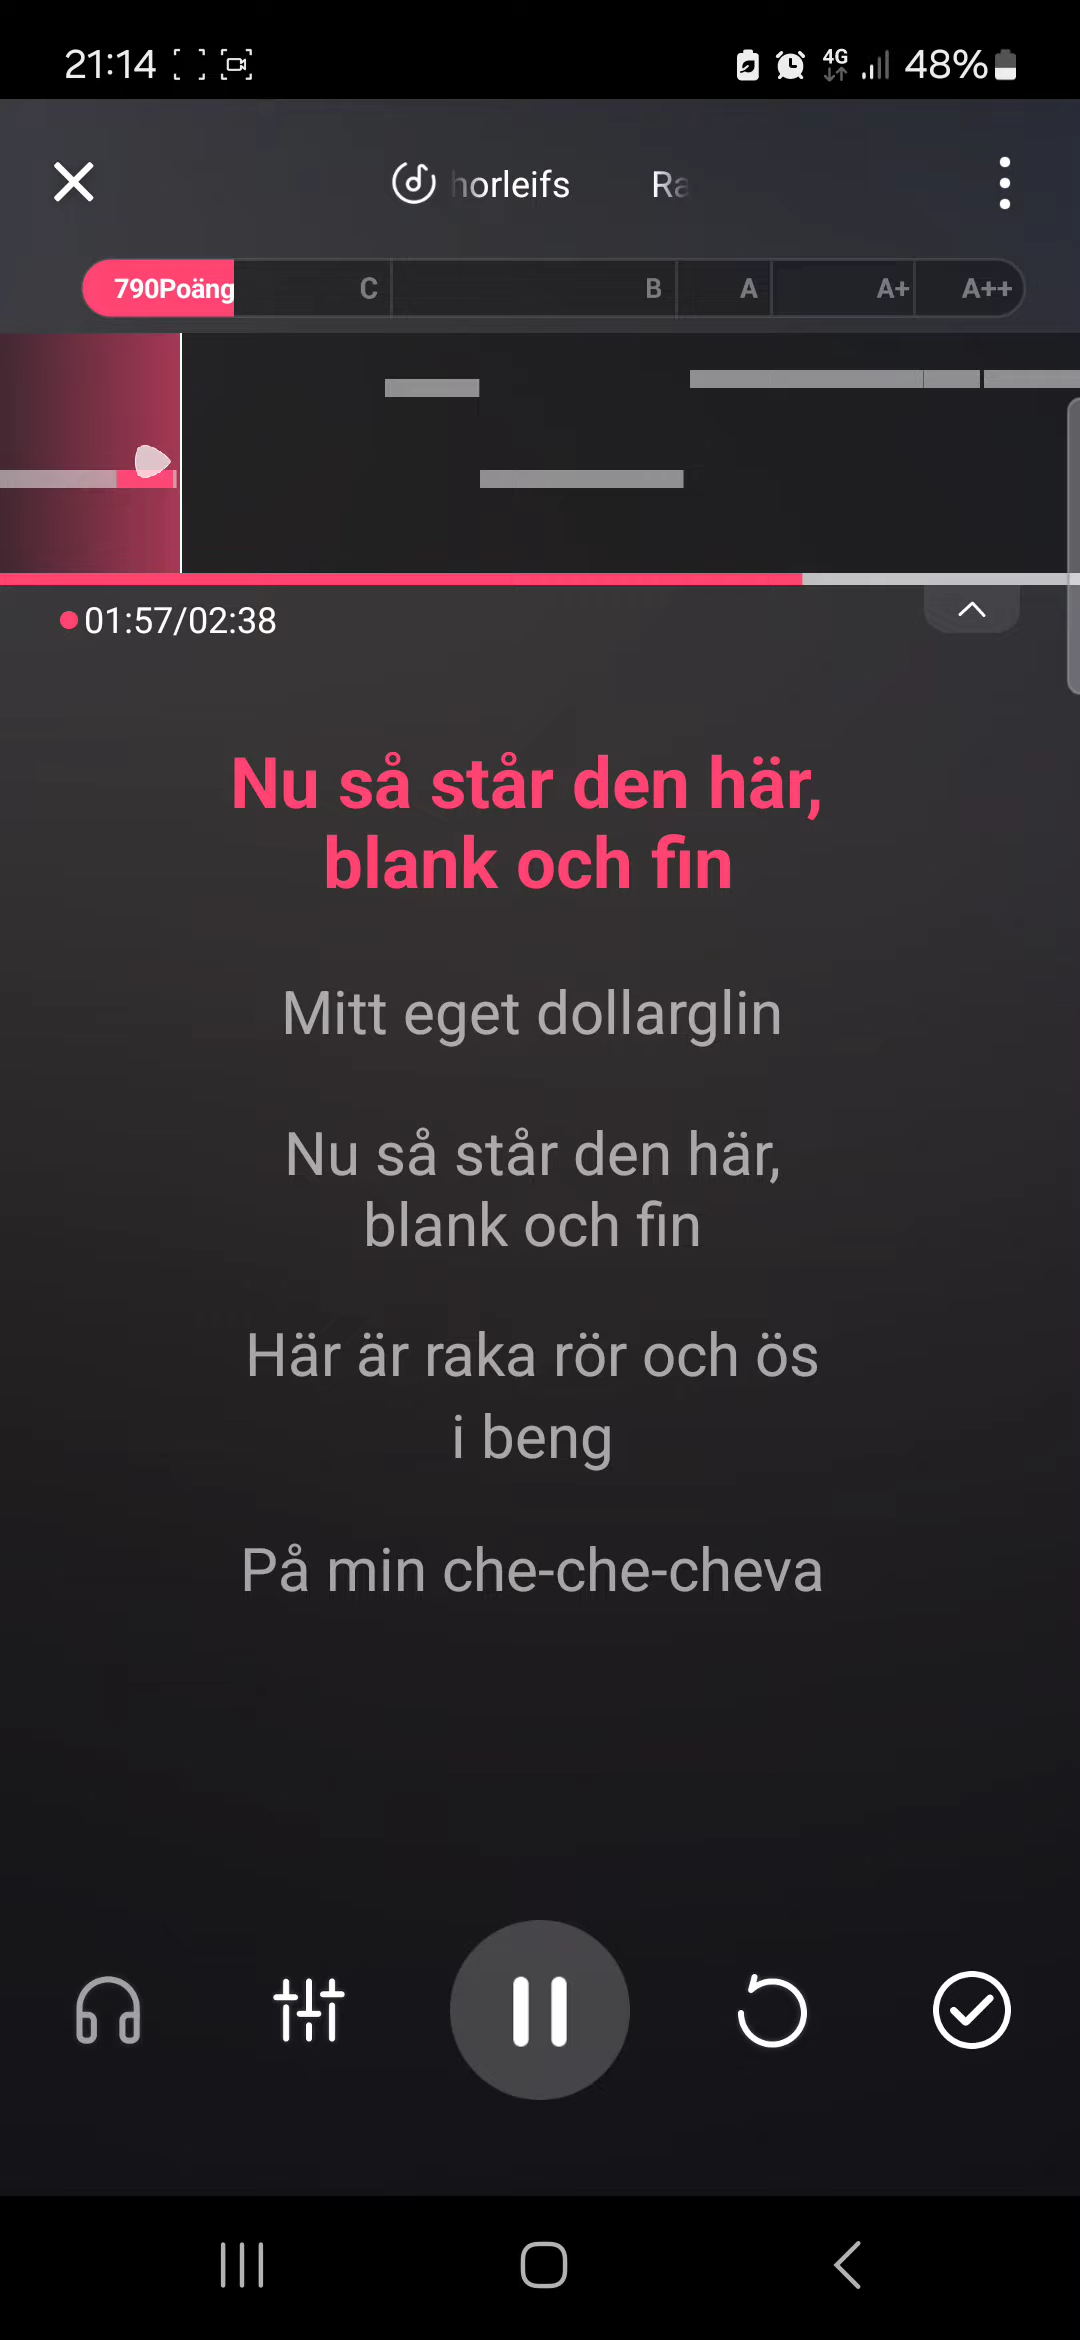 21:14 4G 48%
horleifs Ra
790Poäng C B A A+ A++
01:57/02:38
Nu så står den här,
blank och fin
Mitt eget dollarglin
Nu så står den här,
blank och fin
Här är raka rör och ös
i beng
På min che-che-cheva